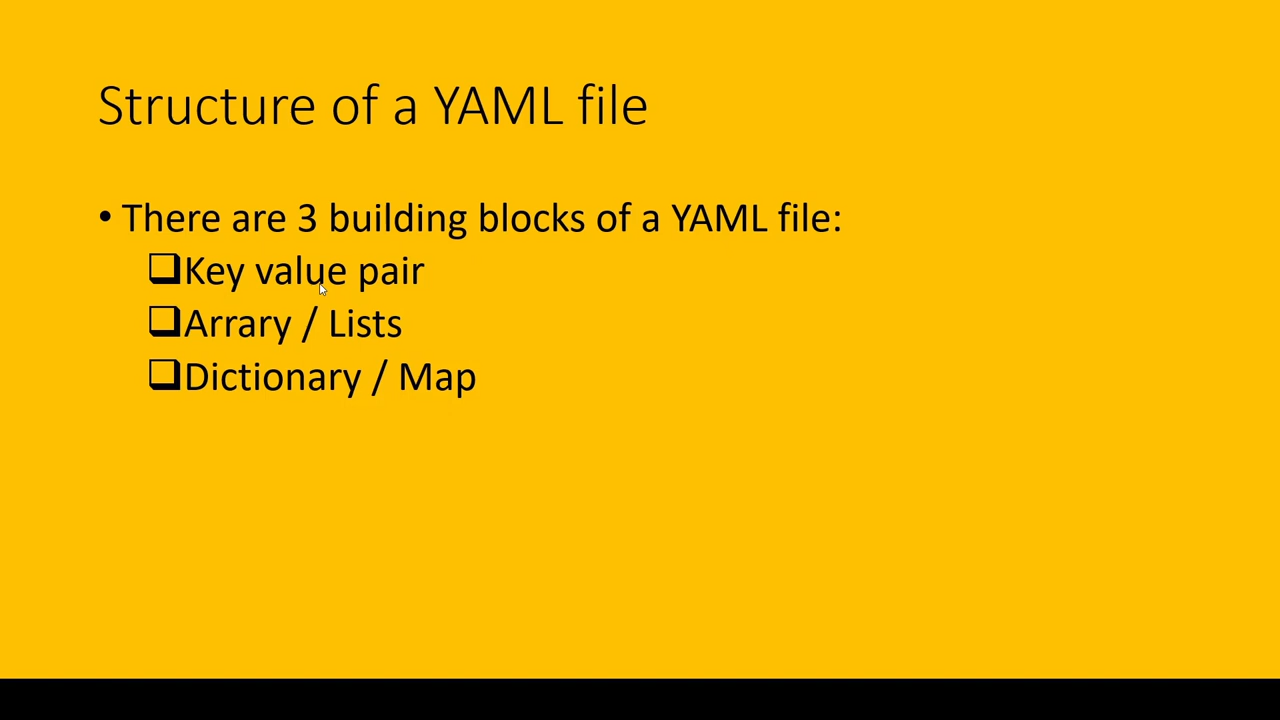 Structure of a YAML file
• There are 3 building blocks of a YAML file:
❑Key value pair
❑Arrary / Lists
❑Dictionary / Map